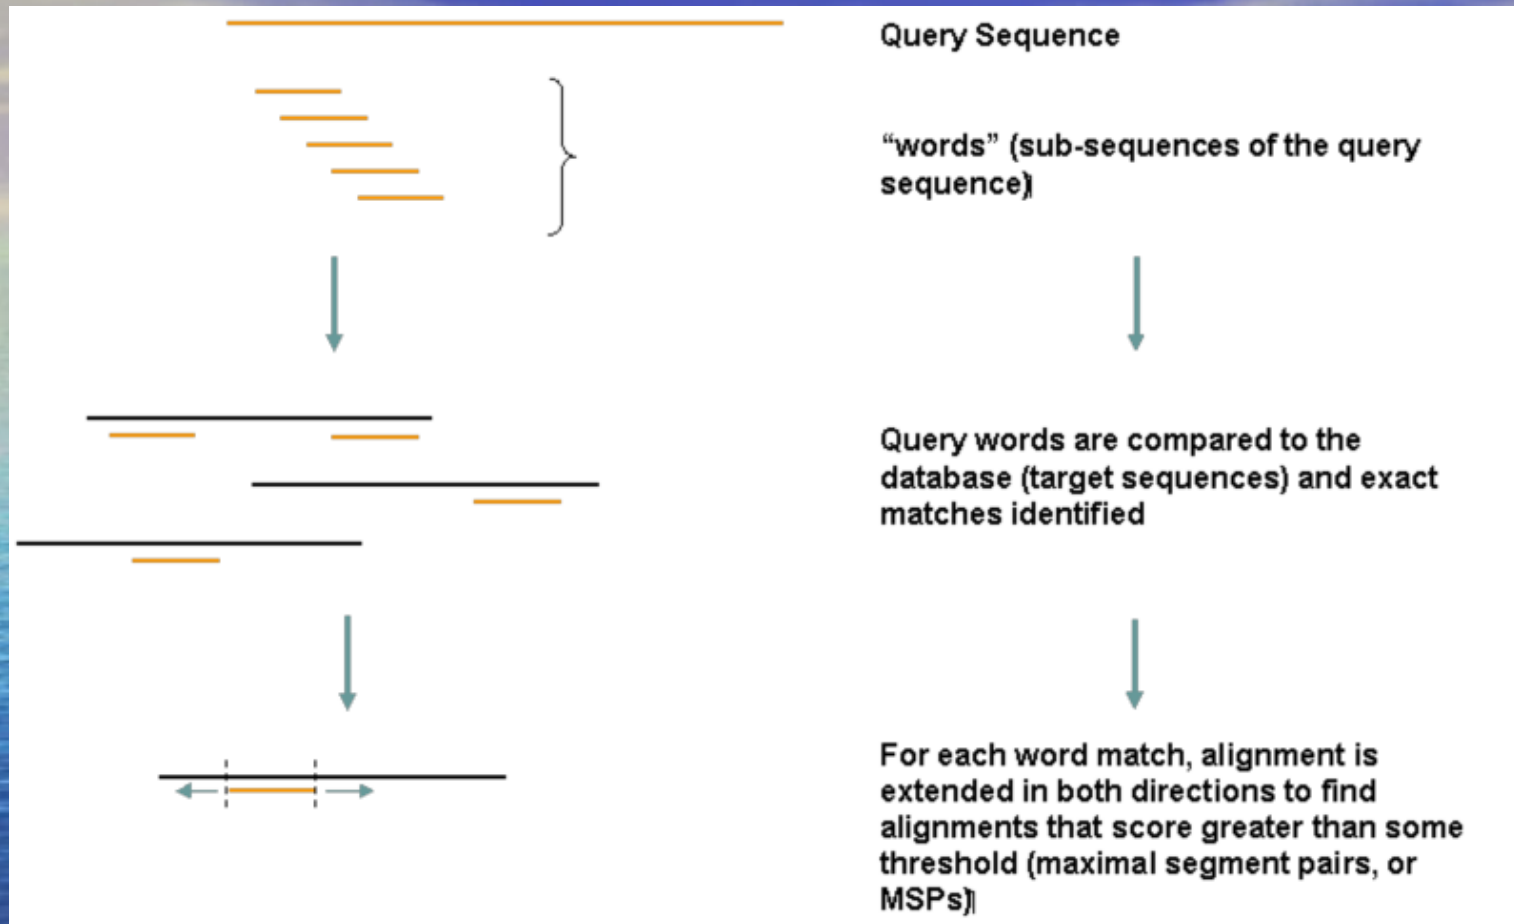 Query Sequence
“words” (sub-sequences of the query
sequence)
Query words are compared to the
database (target sequences) and exact
matches identified
For each word match, alignment is
extended in both directions to find
alignments that score greater than some
threshold (maximal segment pairs, or
MSPs)